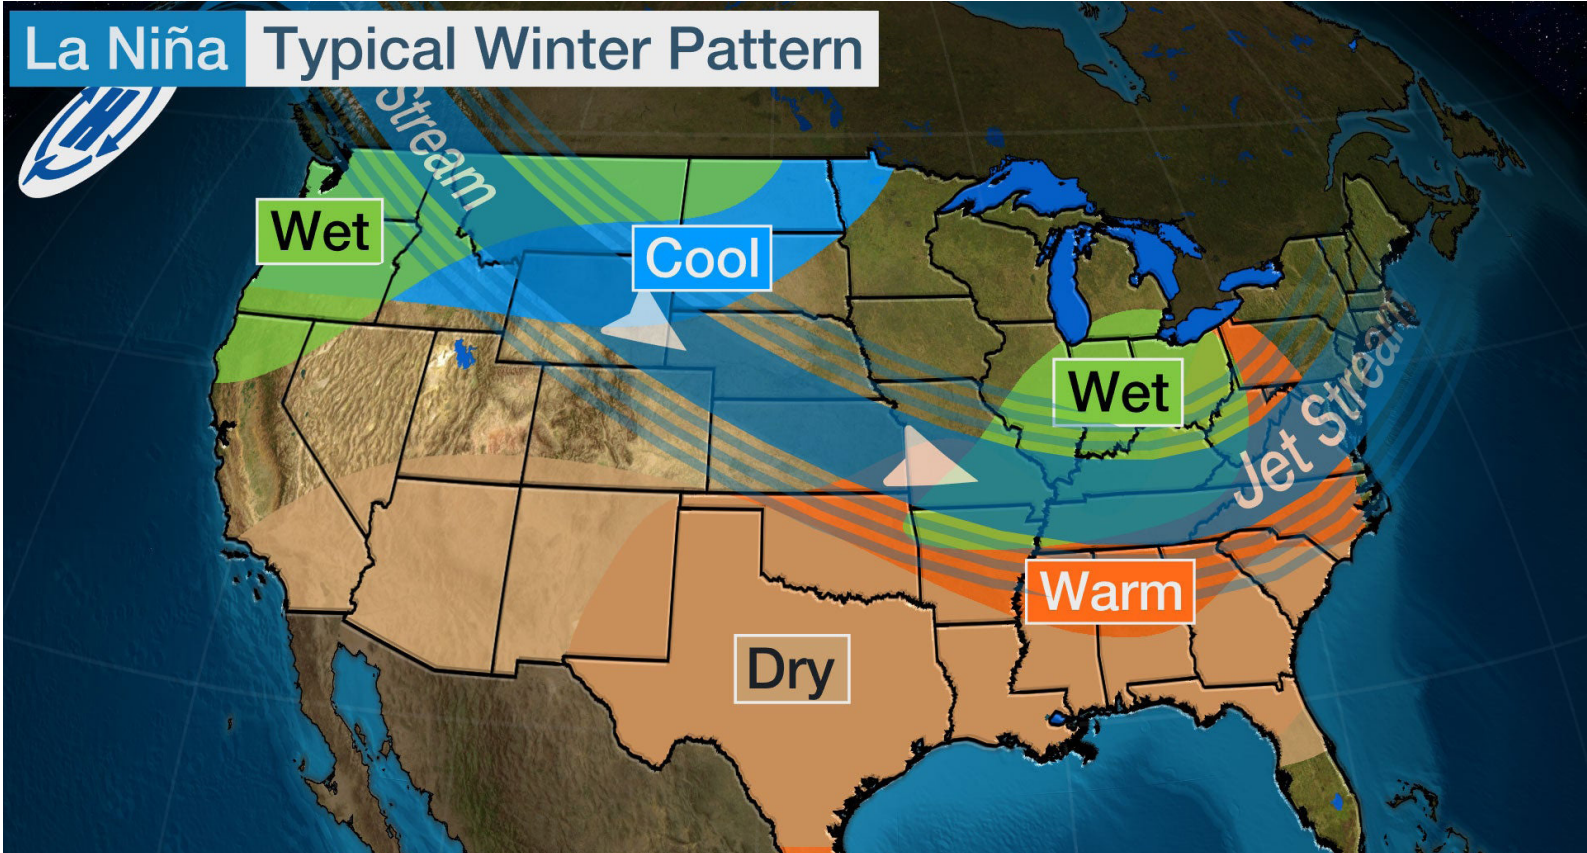 La Niña Typical Winter Pattern
Stream
Wet
Cool
Wet
Jet Stream
Warm
Dry